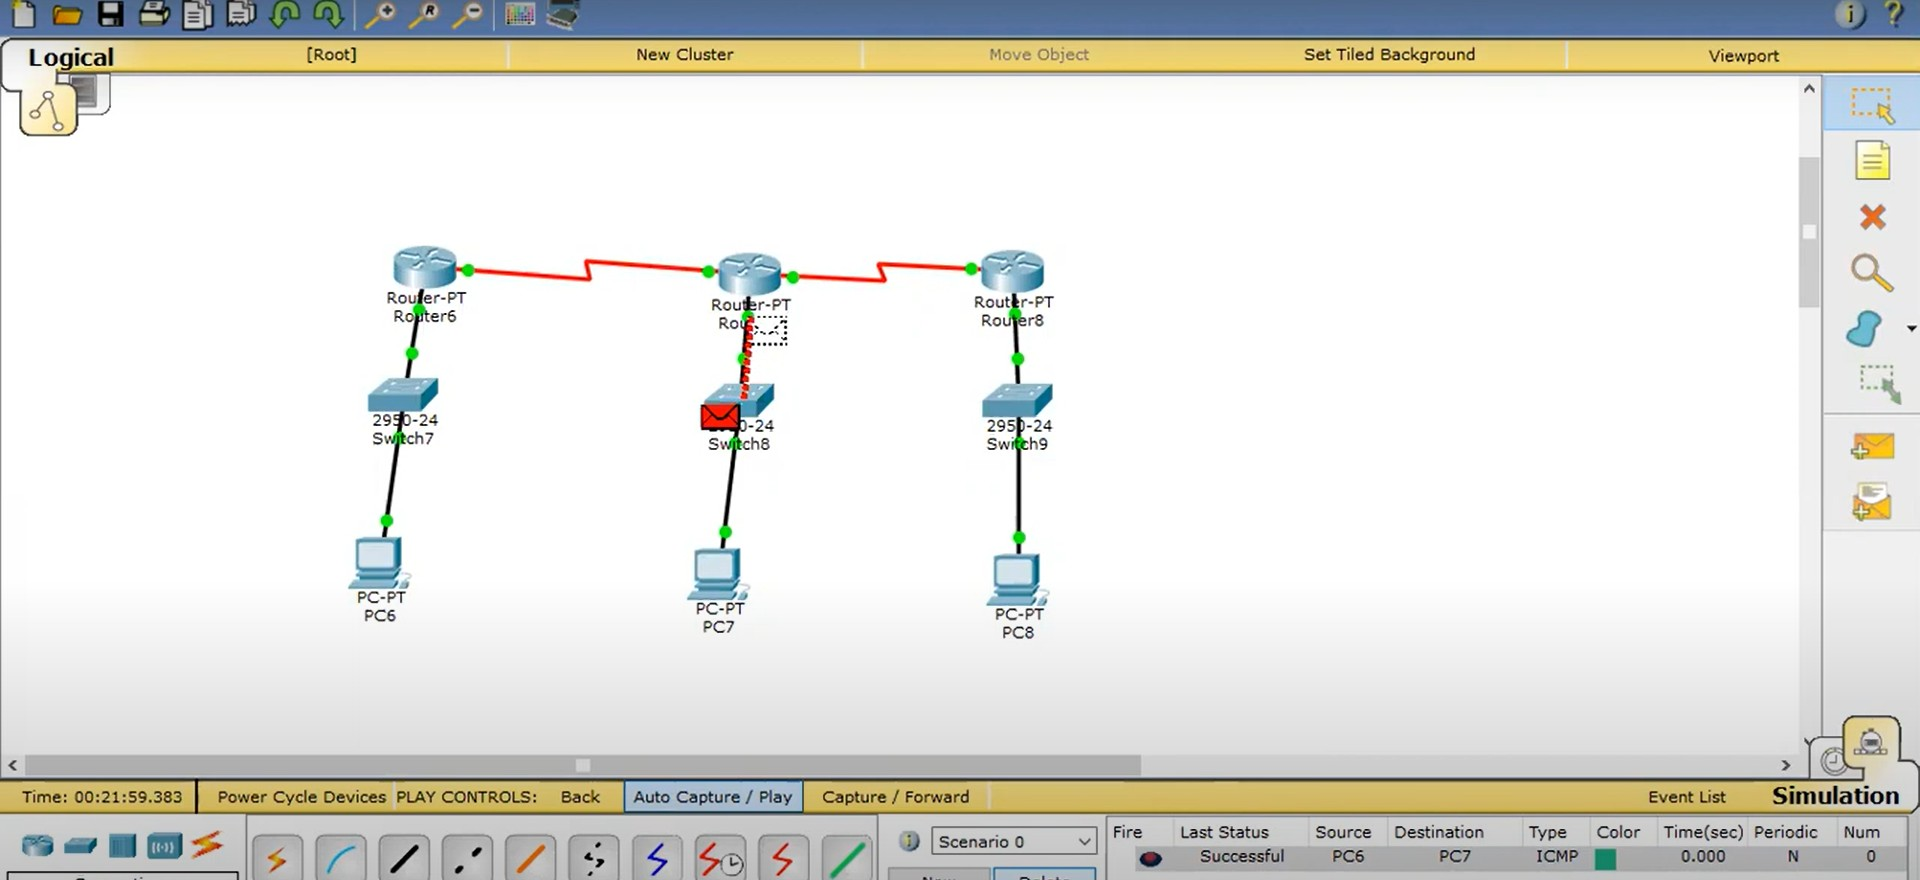 Logical
[Root]
New Cluster
Move Object
Set Tiled Background
Viewport
Router-PT
Router6
Router-PT
Router-PT
Router8
2950-24
Switch7
Switch8
2950-24
Switch9
PC-PT
PC6
PC-PT
PC7
PC-PT
PC8
Time: 00:21:59.383
Power Cycle Devices
PLAY CONTROLS:
Back
Auto Capture / Play
Capture / Forward
Event List
Simulation
Scenario 0
Fire
Last Status
Source
Destination
Type
Color
Time(sec)
Periodic
Num
Successful
PC6
PC7
ICMP
0.000
N
0